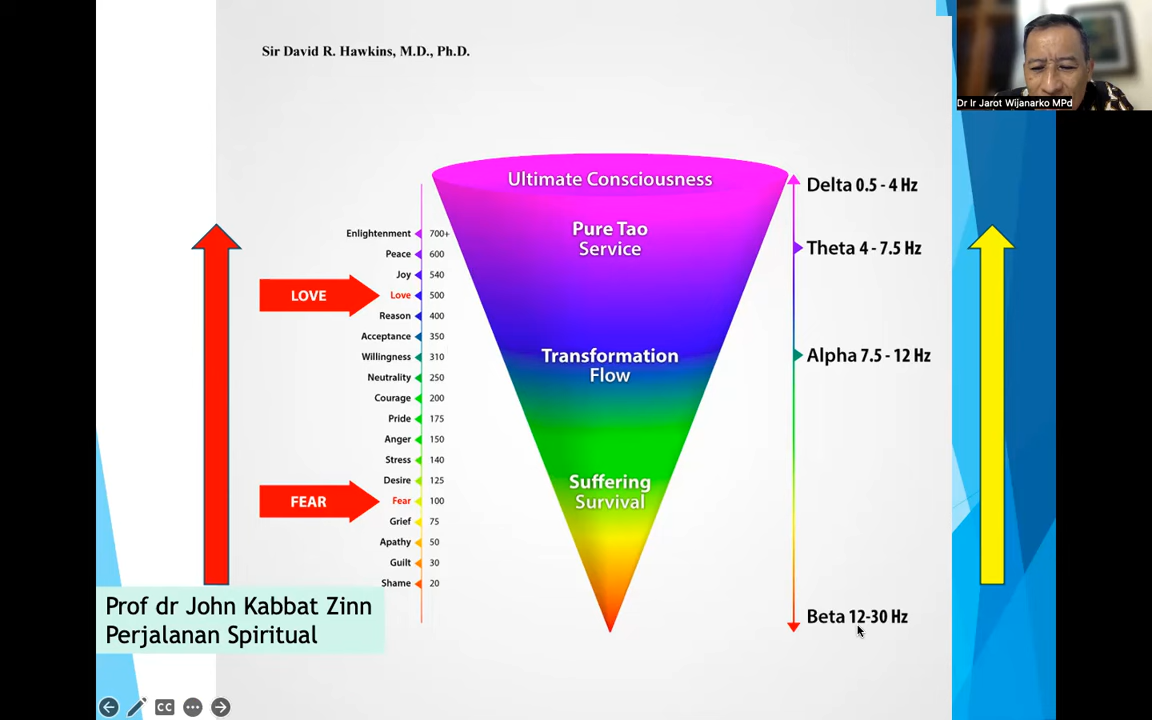 Sir David R. Hawkins, M.D., Ph.D.
Dr Ir Jarot Wijanarko MPd
Ultimate Consciousness
Pure Tao
Service
Transformation
Flow
Suffering
Survival
Enlightenment 700+
Peace 600
Joy 540
LOVE
Love 500
Reason 400
Acceptance 350
Willingness 310
Neutrality 250
Courage 200
Pride 175
Anger 150
Stress 140
Desire 125
FEAR
Fear 100
Grief 75
Apathy 50
Guilt 30
Shame 20
Delta 0.5 - 4 Hz
Theta 4 - 7.5 Hz
Alpha 7.5 - 12 Hz
Beta 12-30 Hz
Prof dr John Kabbat Zinn
Perjalanan Spiritual
CC